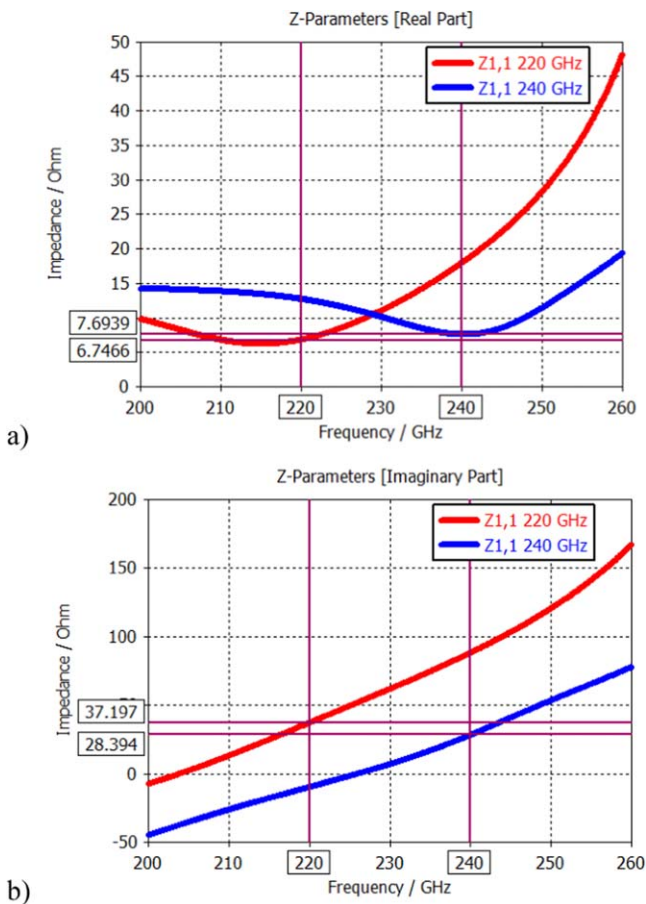 Z-Parameters [Real Part]
50
45
40
35
30
25
20
15
7.6939
6.7466
0
200
210
220
230
240
250
260
Frequency / GHz
Impedance / Ohm
Z1,1 220 GHz
Z1,1 240 GHz
a)
Z-Parameters [Imaginary Part]
200
150
100
37.197
28.394
0
-50
200
210
220
230
240
250
260
Frequency / GHz
Impedance / Ohm
Z1,1 220 GHz
Z1,1 240 GHz
b)